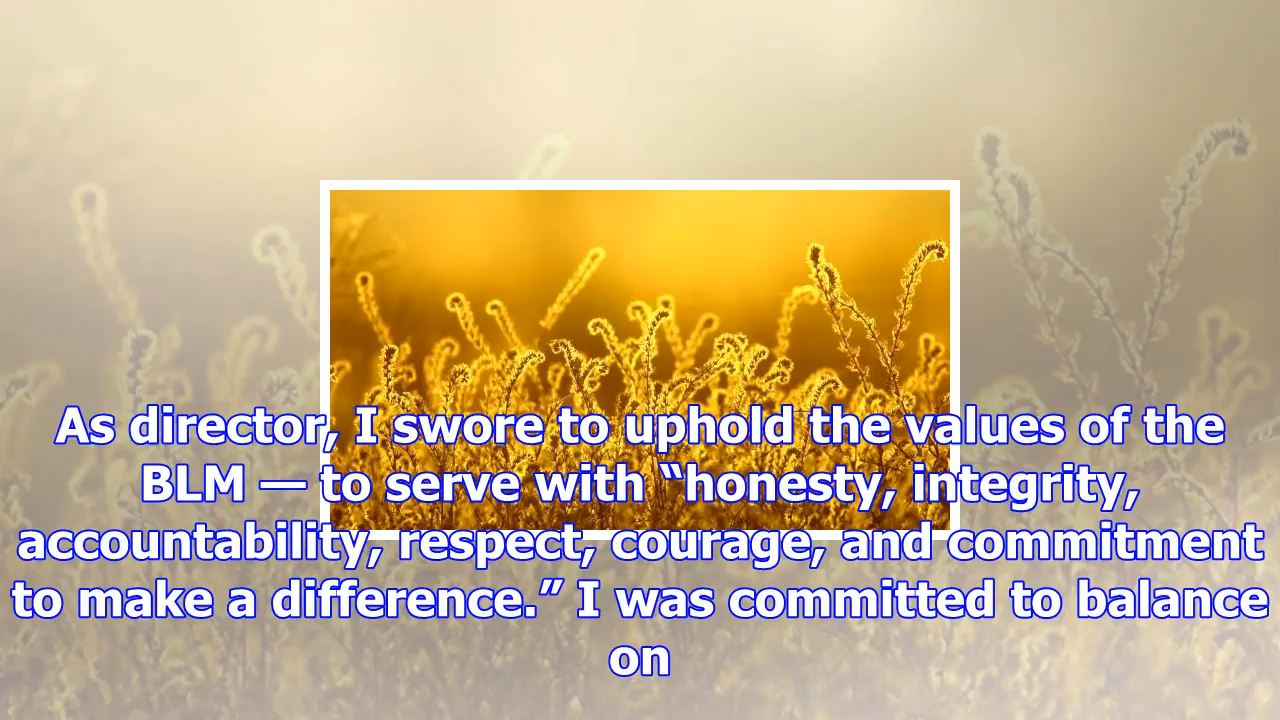 As director, I swore to uphold the values of the
BLM — to serve with “honesty, integrity,
accountability, respect, courage, and commitment
to make a difference.” I was committed to balance
on